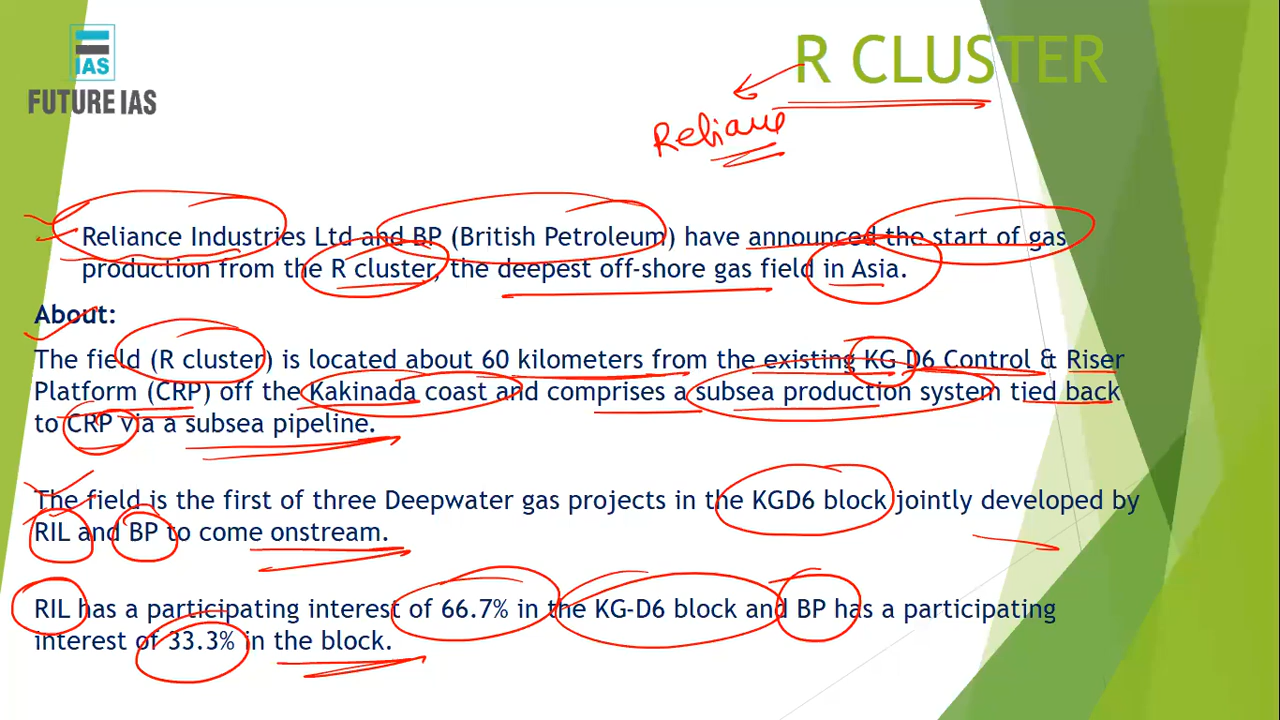 IAS
FUTURE IAS
R CLUSTER
Reliance
Reliance Industries Ltd and BP (British Petroleum) have announced the start of gas
production from the R cluster, the deepest off-shore gas field in Asia.
About:
The field (R cluster) is located about 60 kilometers from the existing KG D6 Control & Riser
Platform (CRP) off the Kakinada coast and comprises a subsea production system tied back
to CRP via a subsea pipeline.
The field is the first of three Deepwater gas projects in the KGD6 block jointly developed by
RIL and BP to come onstream.
RIL has a participating interest of 66.7% in the KG-D6 block and BP has a participating
interest of 33.3% in the block.